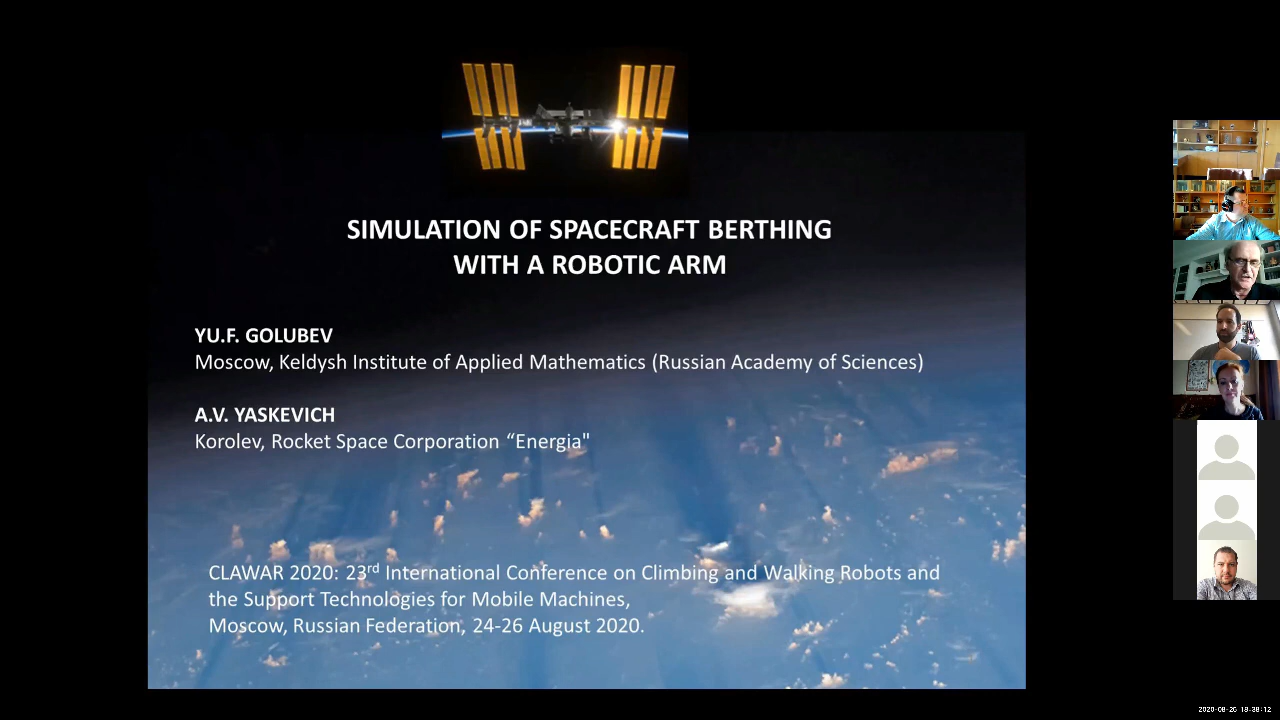 SIMULATION OF SPACECRAFT BERTHING
WITH A ROBOTIC ARM
YU.F. GOLUBEV
Moscow, Keldysh Institute of Applied Mathematics (Russian Academy of Sciences)
A.V. YASKEVICH
Korolev, Rocket Space Corporation “Energia"
CLAWAR 2020: 23rd International Conference on Climbing and Walking Robots and
the Support Technologies for Mobile Machines,
Moscow, Russian Federation, 24-26 August 2020.